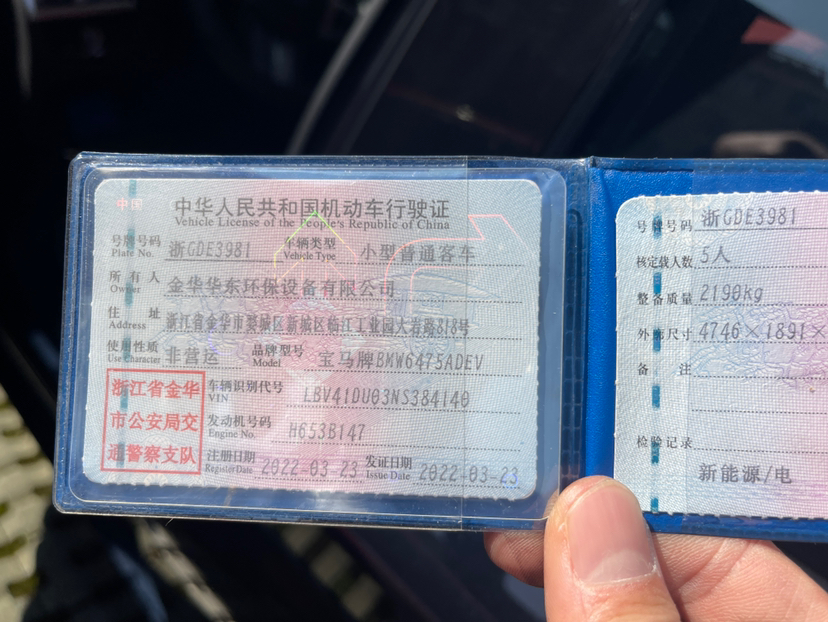 中国
中华人民共和国机动车行驶证
Vehicle License of the People's Republic of China
号牌号码 浙GDE3981 车辆类型 小型普通客车
Plate No. Vehicle Type
所有人 金华华东环保设备有限公司
Owner
住址 浙江省金华市婺城区新城区临江工业园大岩路818号
Address
使用性质 非营运 品牌型号 宝马牌BMW6475ADEV
Use Character Model
浙江省金华
市公安局交
通警察支队
车辆识别代号 LBV41DU03NS384140
VIN
发动机号码 H653B147
Engine No.
注册日期 2022-03-23 发证日期 2022-03-23
Register Date Issue Date
号牌号码 浙GDE3981
核定载人数 5人
整备质量 2190kg
外廓尺寸 4746×1891×
备注
检验记录
新能源/电